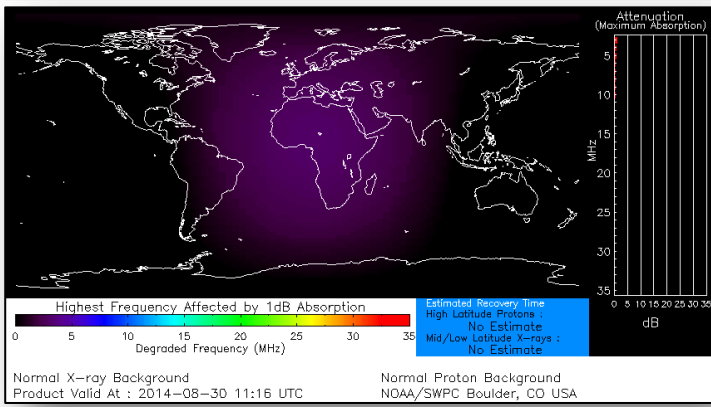 Attenuation
(Maximum Absorption)
5
10
15
20
25
30
35
MHz
0 5 10 15 20 25 30 35
dB
Highest Frequency Affected by 1dB Absorption
0 5 10 15 20 25 30 35
Degraded Frequency (MHz)
Estimated Recovery Time
High Latitude Protons :
No Estimate
Mid/Low Latitude X-rays :
No Estimate
Normal X-ray Background
Product Valid At : 2014-08-30 11:16 UTC
Normal Proton Background
NOAA/SWPC Boulder, CO USA